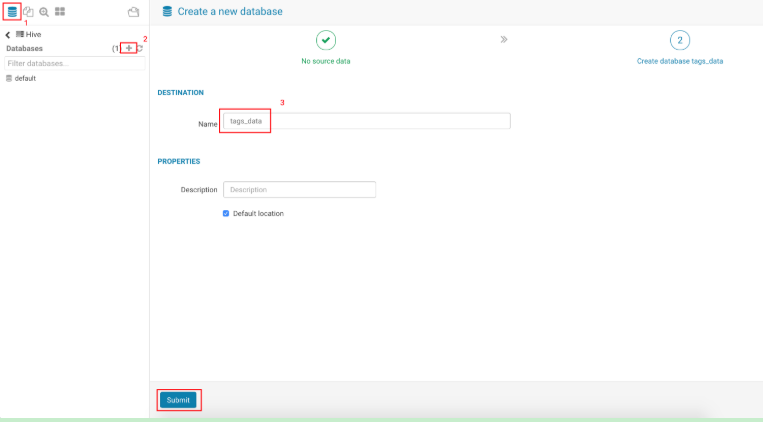 Create a new database
1
2
Hive
Databases (1)
Filter databases...
default
No source data
2
Create database tags_data
DESTINATION
3
Name tags_data
PROPERTIES
Description Description
Default location
Submit